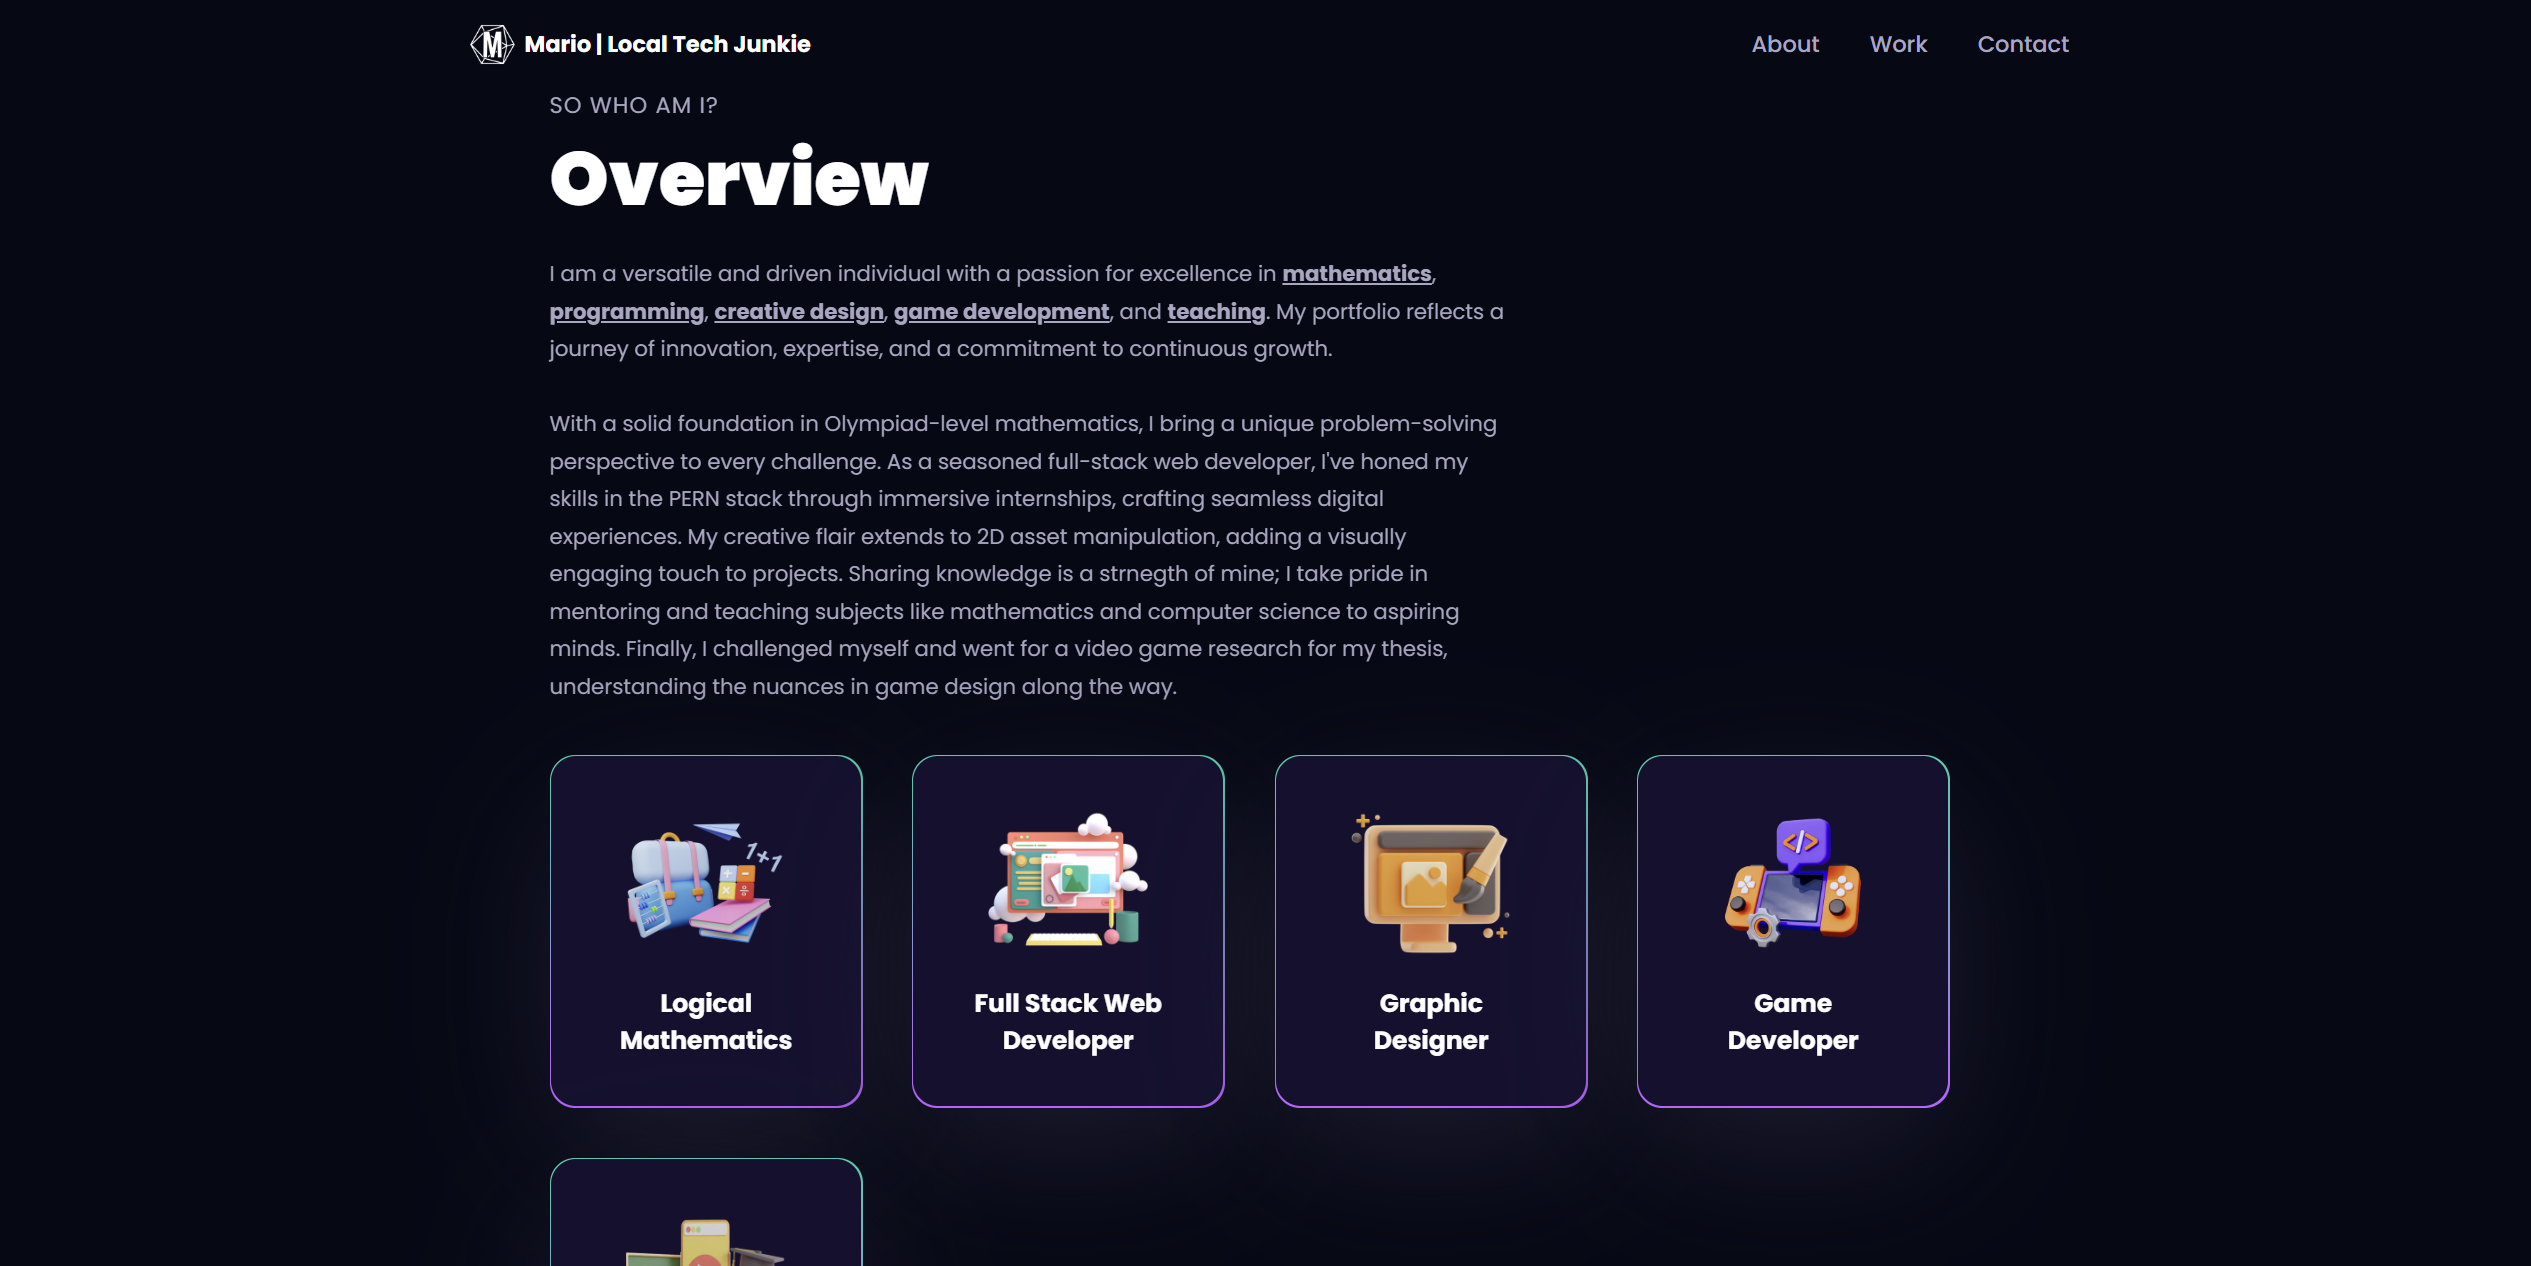 M Mario | Local Tech Junkie
About Work Contact
SO WHO AM I?
Overview
I am a versatile and driven individual with a passion for excellence in mathematics,
programming, creative design, game development, and teaching. My portfolio reflects a
journey of innovation, expertise, and a commitment to continuous growth.
With a solid foundation in Olympiad-level mathematics, I bring a unique problem-solving
perspective to every challenge. As a seasoned full-stack web developer, I've honed my
skills in the PERN stack through immersive internships, crafting seamless digital
experiences. My creative flair extends to 2D asset manipulation, adding a visually
engaging touch to projects. Sharing knowledge is a strnegth of mine; I take pride in
mentoring and teaching subjects like mathematics and computer science to aspiring
minds. Finally, I challenged myself and went for a video game research for my thesis,
understanding the nuances in game design along the way.
1+1
Logical
Mathematics
Full Stack Web
Developer
Graphic
Designer
</>
Game
Developer